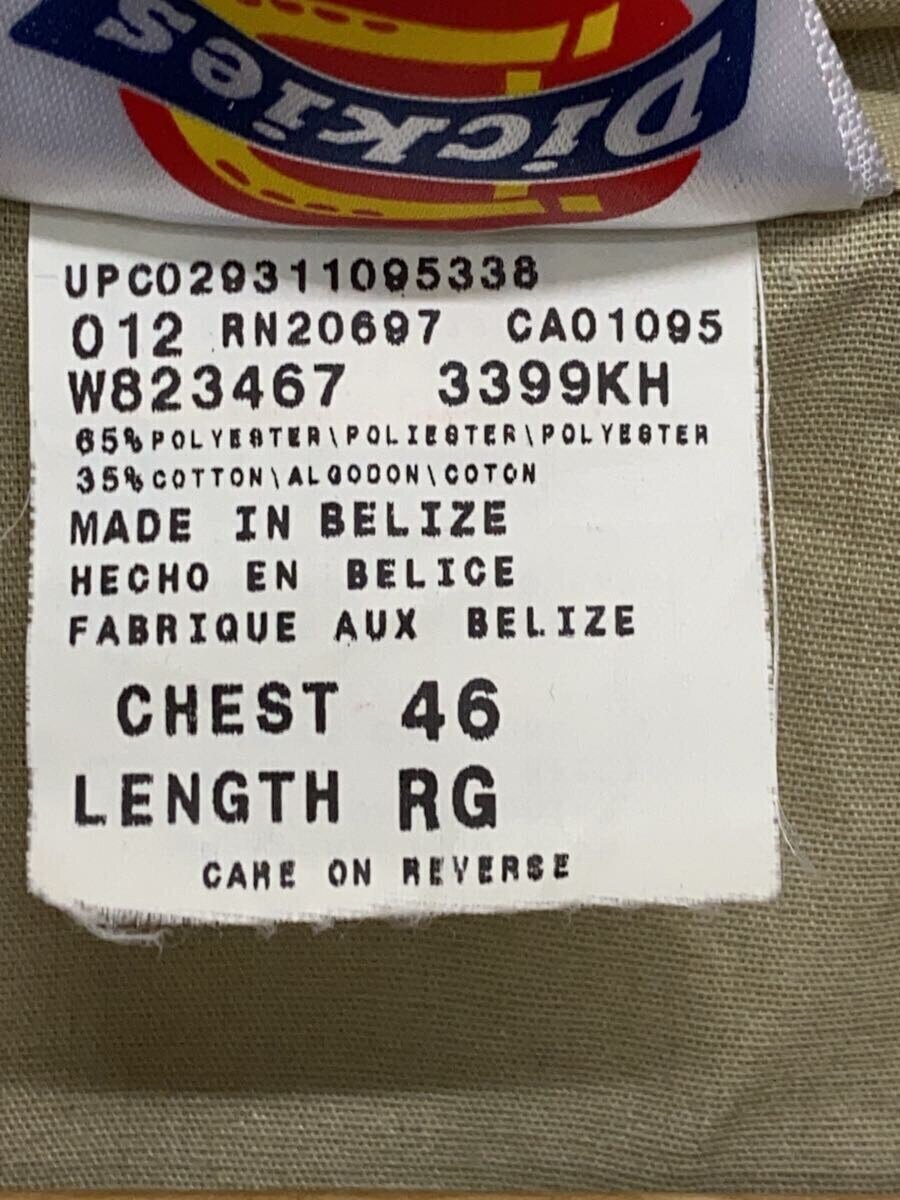 Dickies
UPC029311095338
012 RN20697 CA01095
W823467 3399KH
65% POLYESTER\POLIESTER\POLYESTER
35% COTTON\ALGODON\COTON
MADE IN BELIZE
HECHO EN BELICE
FABRIQUE AUX BELIZE
CHEST 46
LENGTH RG
CARE ON REVERSE